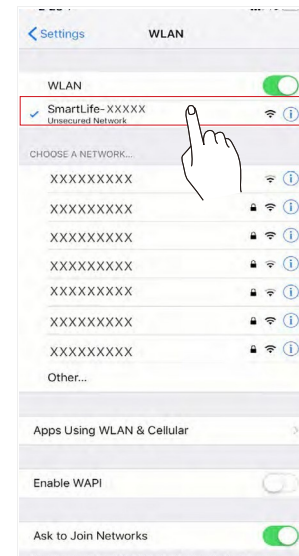 Settings
WLAN
WLAN
SmartLife-XXXXX
Unsecured Network
CHOOSE A NETWORK...
XXXXXXXXX
XXXXXXXXX
XXXXXXXXX
XXXXXXXXX
XXXXXXXXX
XXXXXXXXX
XXXXXXXXX
Other...
Apps Using WLAN & Cellular
Enable WAPI
Ask to Join Networks